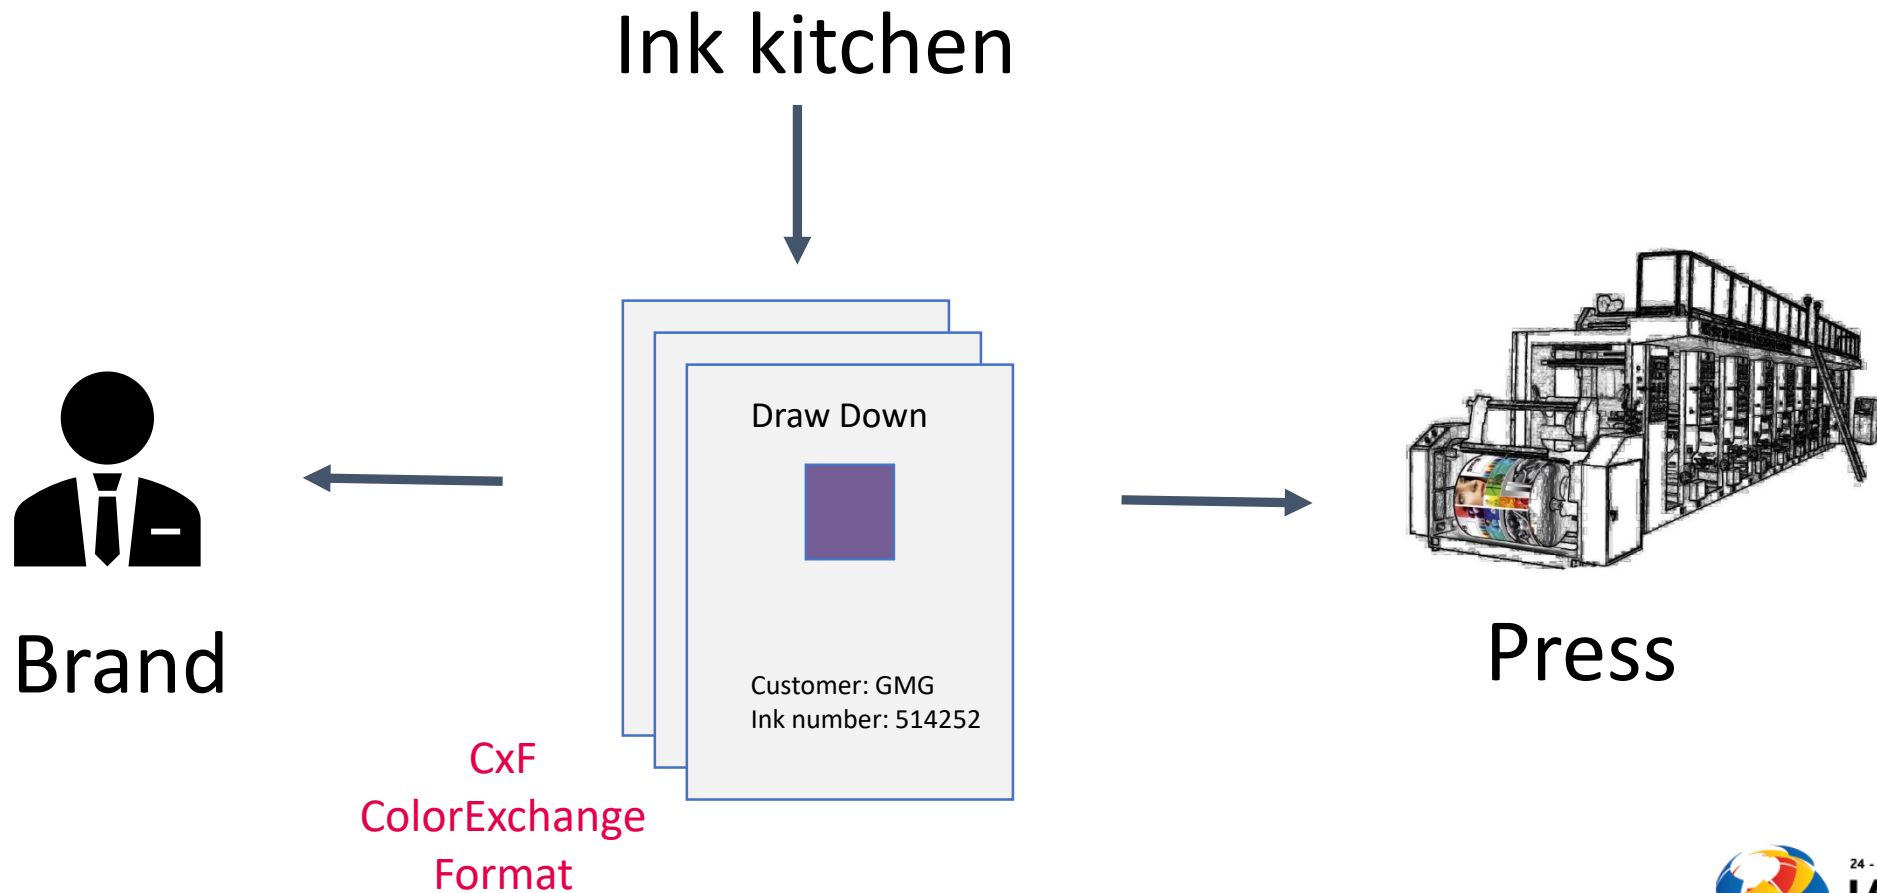 Ink kitchen
Draw Down
Customer: GMG
Ink number: 514252
Brand
Press
CxF
ColorExchange
Format
24 -